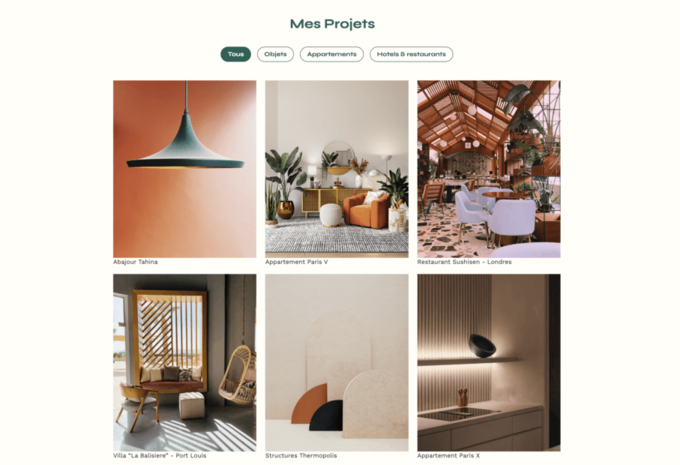 Mes Projets
Tous
Objets
Appartements
Hotels & restaurants
Abajour Tahina
Appartement Paris V
Restaurant Sushisen - Londres
Villa “La Balisiere” - Port Louis
Structures Thermopolis
Appartement Paris X